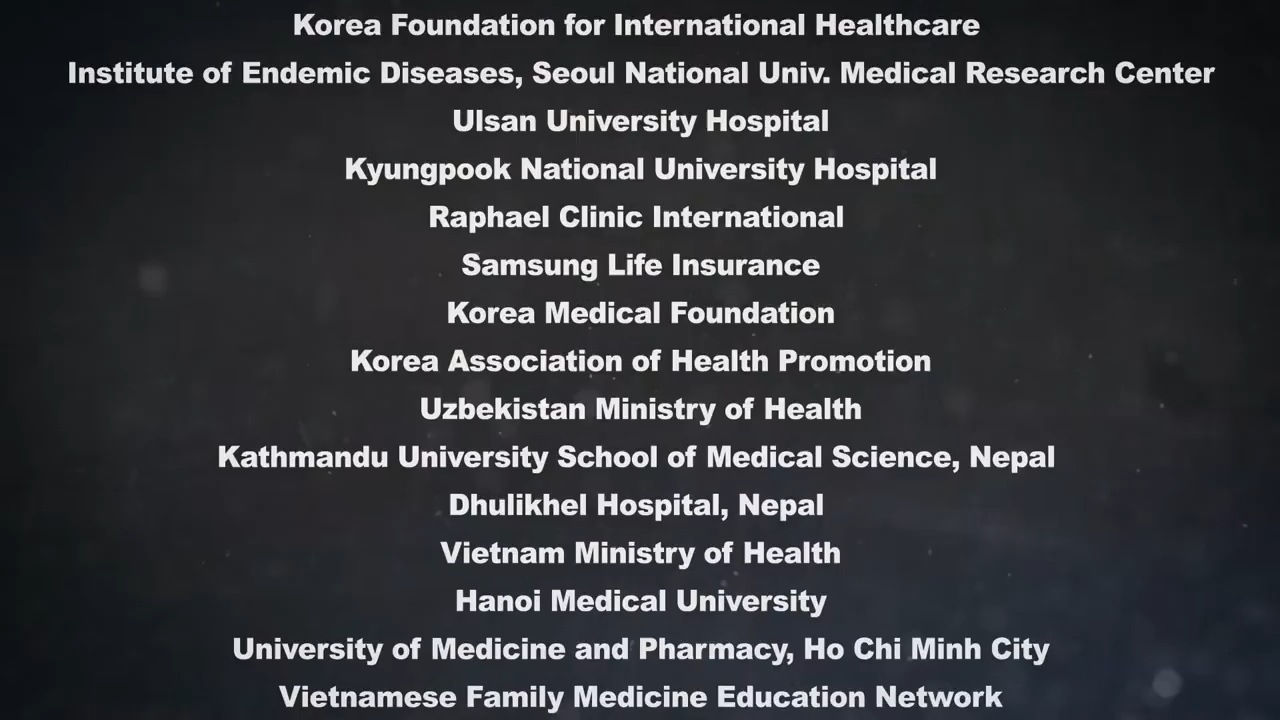 Korea Foundation for International Healthcare
Institute of Endemic Diseases, Seoul National Univ. Medical Research Center
Ulsan University Hospital
Kyungpook National University Hospital
Raphael Clinic International
Samsung Life Insurance
Korea Medical Foundation
Korea Association of Health Promotion
Uzbekistan Ministry of Health
Kathmandu University School of Medical Science, Nepal
Dhulikhel Hospital, Nepal
Vietnam Ministry of Health
Hanoi Medical University
University of Medicine and Pharmacy, Ho Chi Minh City
Vietnamese Family Medicine Education Network